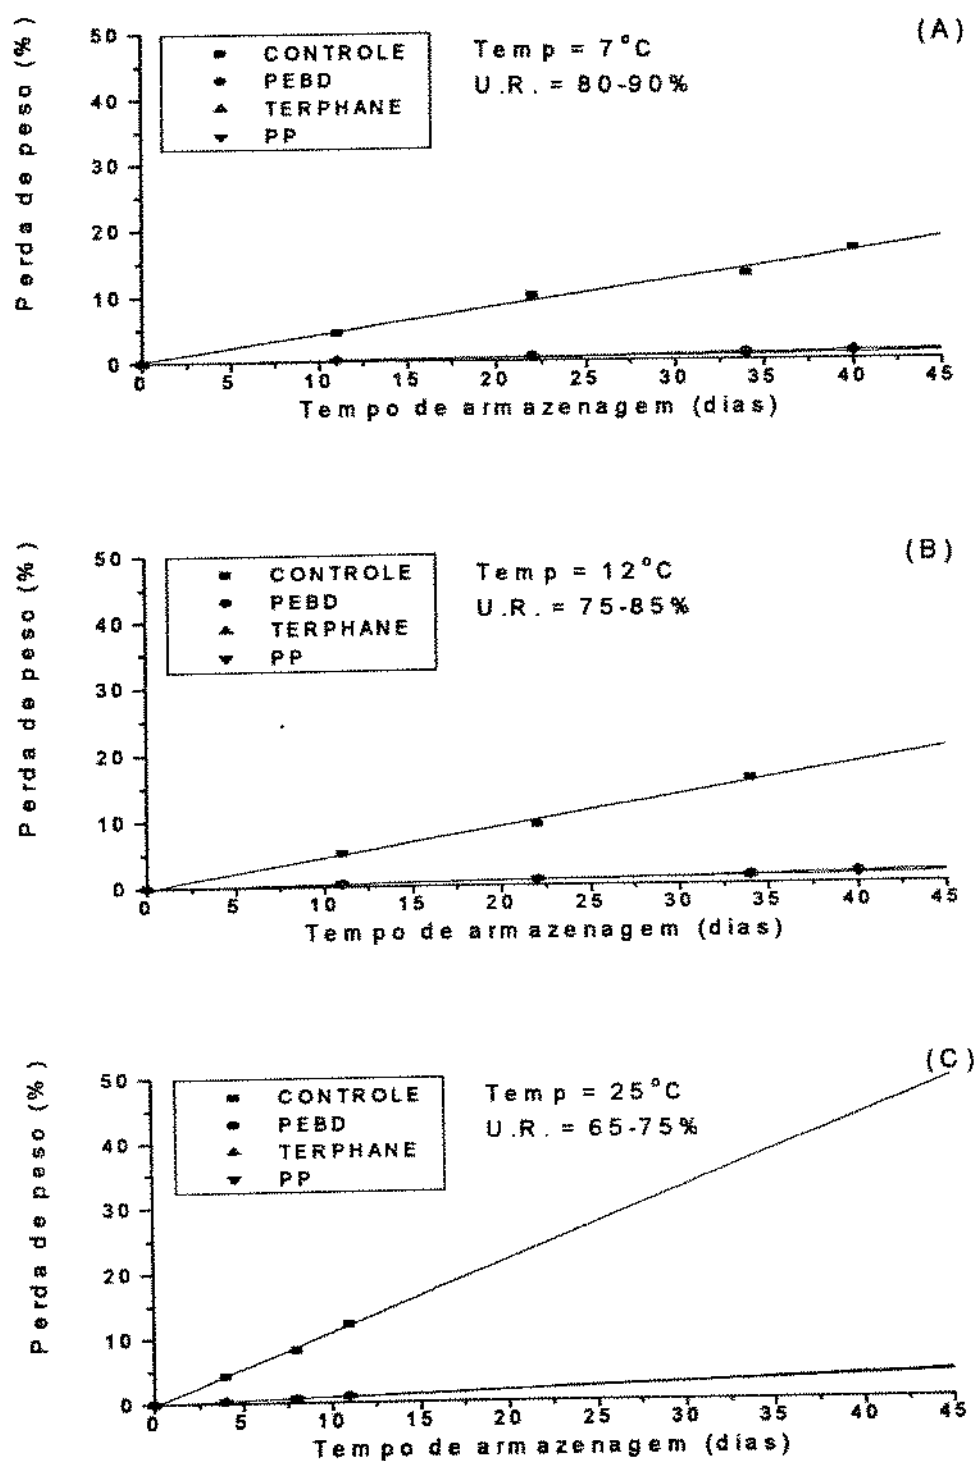 (A)
Perda de peso (%)
50
40
30
20
10
0
CONTROLE
PEBD
TERPHANE
PP
Temp = 7°C
U.R. = 80-90%
0 5 10 15 20 25 30 35 40 45
Tempo de armazenagem (dias)
(B)
Perda de peso (%)
50
40
30
20
10
0
CONTROLE
PEBD
TERPHANE
PP
Temp = 12°C
U.R. = 75-85%
0 5 10 15 20 25 30 35 40 45
Tempo de armazenagem (dias)
(C)
Perda de peso (%)
50
40
30
20
10
0
CONTROLE
PEBD
TERPHANE
PP
Temp = 25°C
U.R. = 65-75%
0 5 10 15 20 25 30 35 40 45
Tempo de armazenagem (dias)